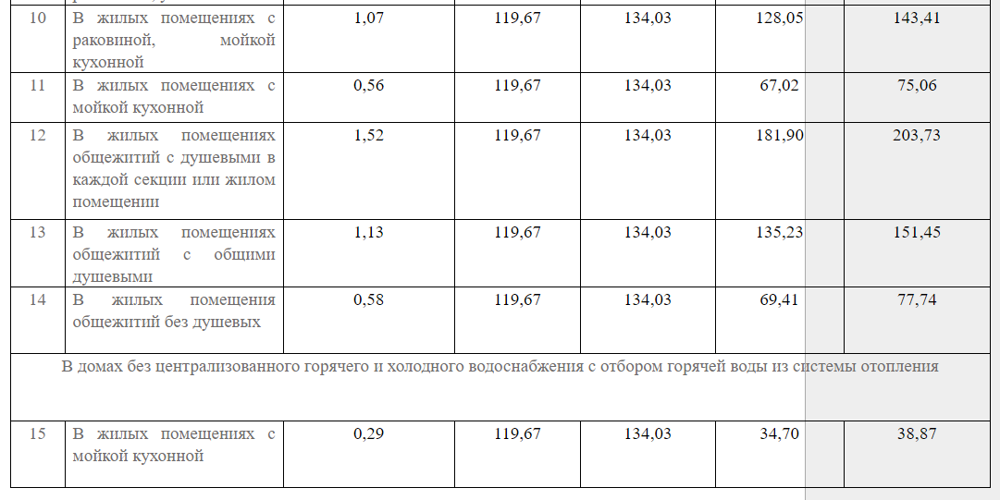 10 В жилых помещениях с 1,07 119,67 134,03 128,05 143,41
раковиной, мойкой
кухонной
11 В жилых помещениях с 0,56 119,67 134,03 67,02 75,06
мойкой кухонной
12 В жилых помещениях 1,52 119,67 134,03 181,90 203,73
общежитий с душевыми в
каждой секции или жилом
помещении
13 В жилых помещениях 1,13 119,67 134,03 135,23 151,45
общежитий с общими
душевыми
14 В жилых помещения 0,58 119,67 134,03 69,41 77,74
общежитий без душевых
В домах без централизованного горячего и холодного водоснабжения с отбором горячей воды из системы отопления
15 В жилых помещениях с 0,29 119,67 134,03 34,70 38,87
мойкой кухонной